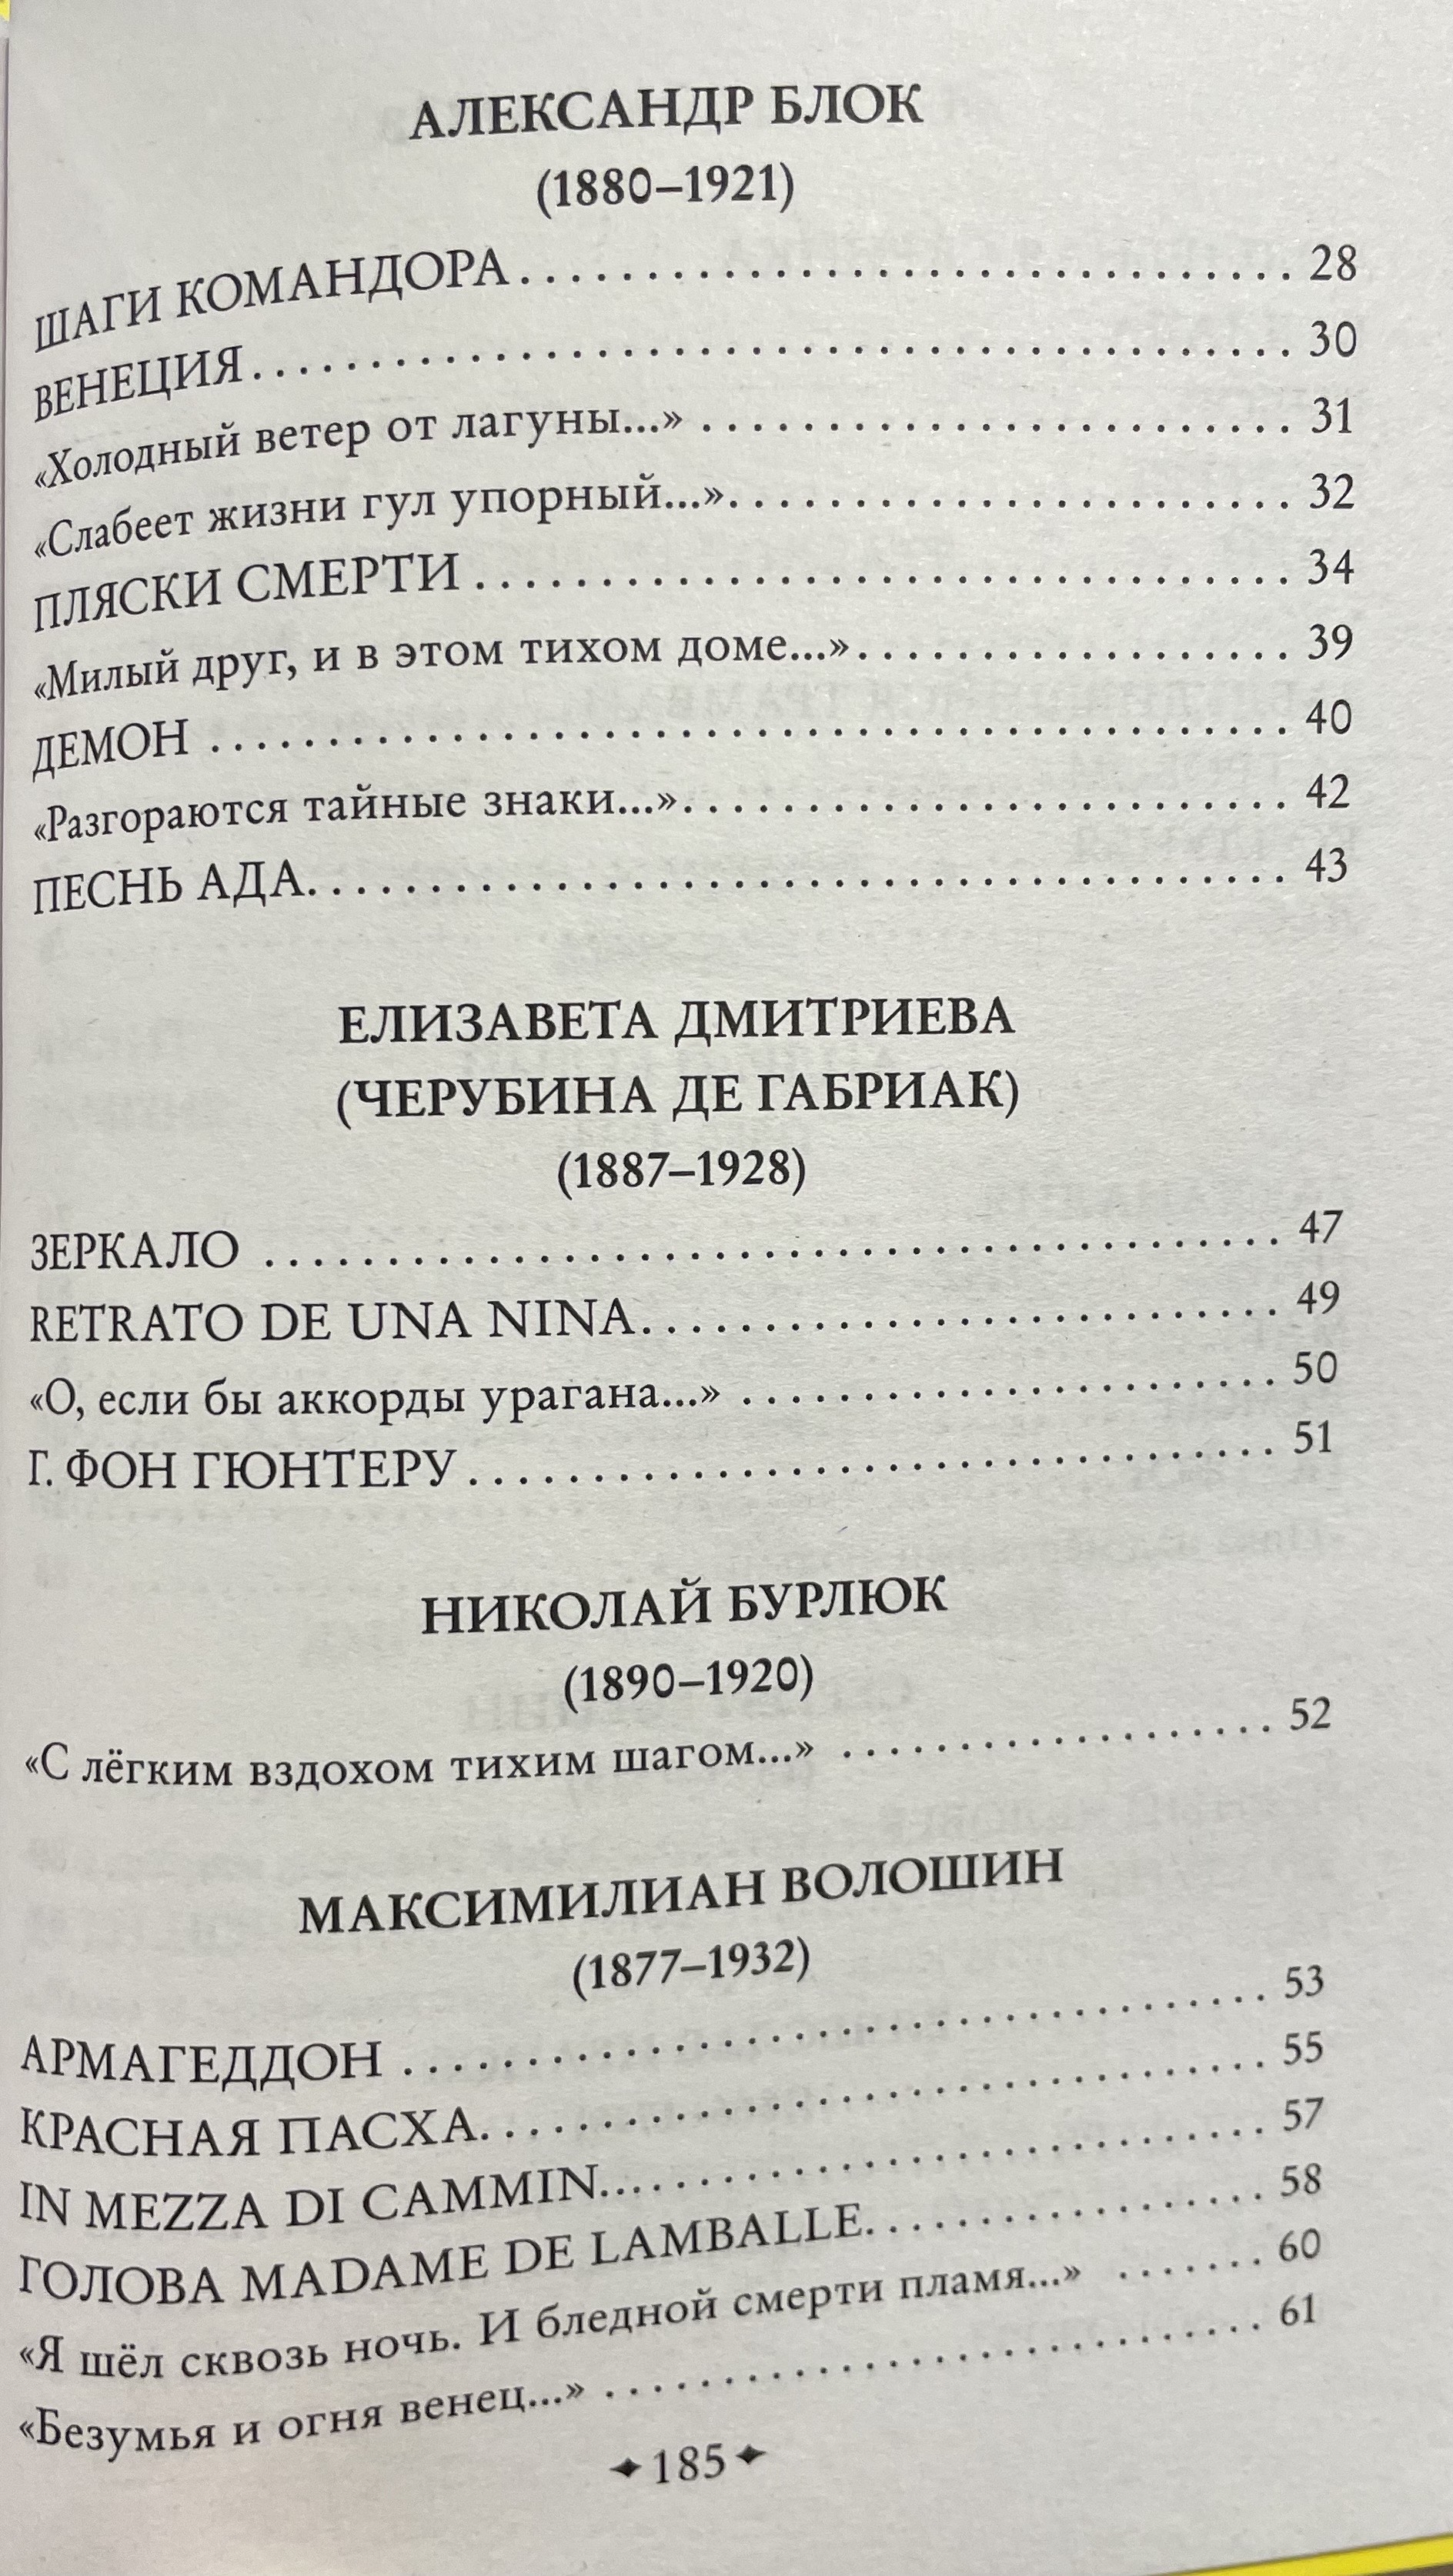 АЛЕКСАНДР БЛОК
(1880–1921)
ШАГИ КОМАНДОРА . . . . . . . . . . . . . . . . . . . . . . . . . . . . . . . 28
ВЕНЕЦИЯ . . . . . . . . . . . . . . . . . . . . . . . . . . . . . . . . . . . . . . . . . 30
«Холодный ветер от лагуны...» . . . . . . . . . . . . . . . . . . . . . . . . 31
«Слабеет жизни гул упорный...» . . . . . . . . . . . . . . . . . . . . . . . 32
ПЛЯСКИ СМЕРТИ . . . . . . . . . . . . . . . . . . . . . . . . . . . . . . . . . 34
«Милый друг, и в этом тихом доме...» . . . . . . . . . . . . . . . . . . 39
ДЕМОН . . . . . . . . . . . . . . . . . . . . . . . . . . . . . . . . . . . . . . . . . . . 40
«Разгораются тайные знаки...» . . . . . . . . . . . . . . . . . . . . . . . . 42
ПЕСНЬ АДА . . . . . . . . . . . . . . . . . . . . . . . . . . . . . . . . . . . . . . . 43
ЕЛИЗАВЕТА ДМИТРИЕВА
(ЧЕРУБИНА ДЕ ГАБРИАК)
(1887–1928)
ЗЕРКАЛО . . . . . . . . . . . . . . . . . . . . . . . . . . . . . . . . . . . . . . . . . 47
RETRATO DE UNA NINA . . . . . . . . . . . . . . . . . . . . . . . . . . 49
«О, если бы аккорды урагана...» . . . . . . . . . . . . . . . . . . . . . . 50
Г. ФОН ГЮНТЕРУ . . . . . . . . . . . . . . . . . . . . . . . . . . . . . . . . . 51
НИКОЛАЙ БУРЛЮК
(1890–1920)
«С лёгким вздохом тихим шагом...» . . . . . . . . . . . . . . . . . . 52
МАКСИМИЛИАН ВОЛОШИН
(1877–1932)
АРМАГЕДДОН . . . . . . . . . . . . . . . . . . . . . . . . . . . . . . . . . . . 53
КРАСНАЯ ПАСХА . . . . . . . . . . . . . . . . . . . . . . . . . . . . . . . . 55
IN MEZZA DI CAMMIN... . . . . . . . . . . . . . . . . . . . . . . . . . . 57
ГОЛОВА MADAME DE LAMBALLE . . . . . . . . . . . . . . . . . 58
«Я шёл сквозь ночь. И бледной смерти пламя...» . . . . . . . 60
«Безумья и огня венец...» . . . . . . . . . . . . . . . . . . . . . . . . . . . 61
185